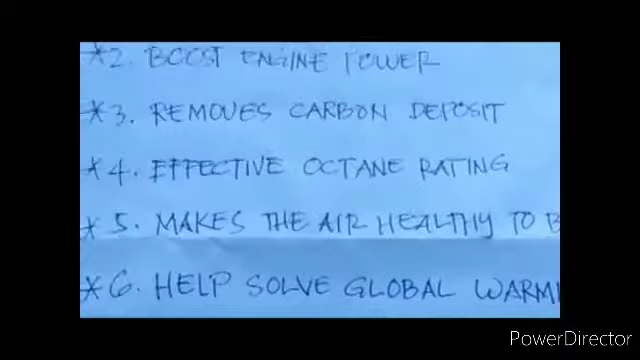 *2. BOOST ENGINE POWER
*3. REMOVES CARBON DEPOSIT
*4. EFFECTIVE OCTANE RATING
*5. MAKES THE AIR HEALTHY TO B
*6. HELP SOLVE GLOBAL WARMI
PowerDirector